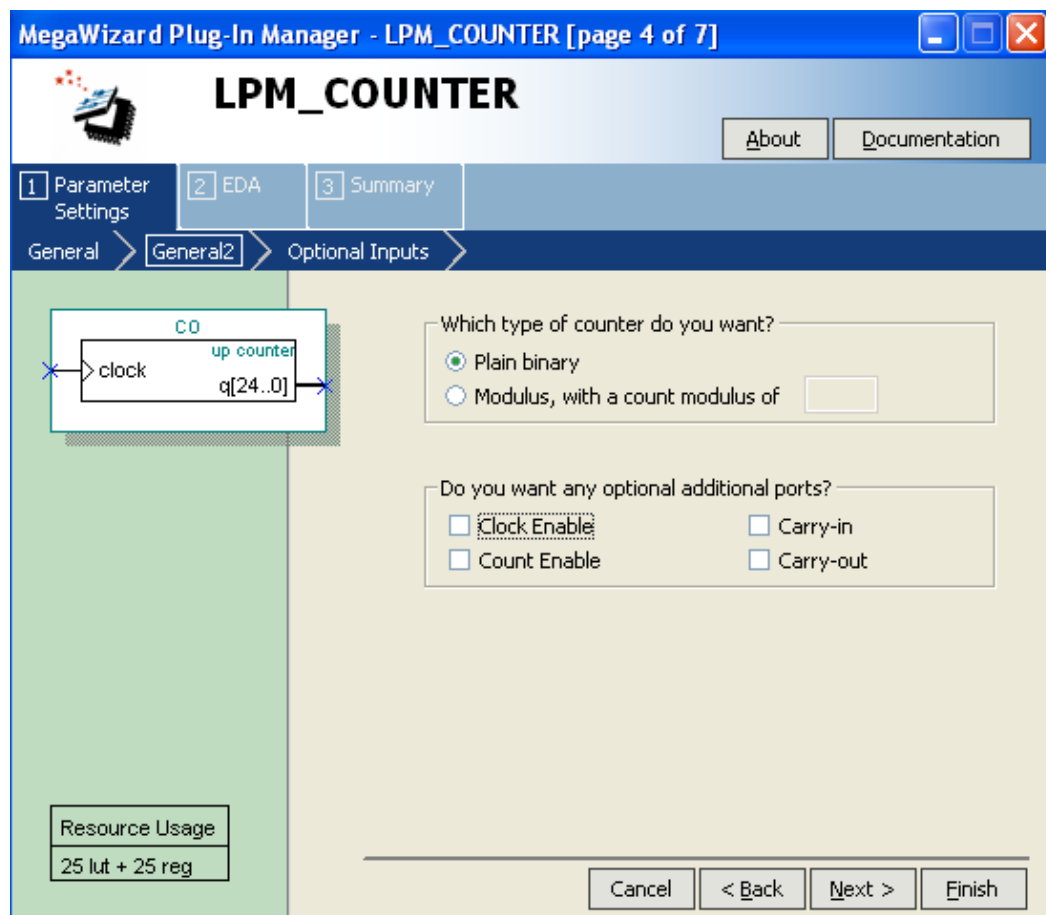 MegaWizard Plug-In Manager - LPM_COUNTER [page 4 of 7]
LPM_COUNTER
About
Documentation
1 Parameter Settings
2 EDA
3 Summary
General
General2
Optional Inputs
CO
up counter
clock
q[24..0]
Which type of counter do you want?
Plain binary
Modulus, with a count modulus of
Do you want any optional additional ports?
Clock Enable
Carry-in
Count Enable
Carry-out
Resource Usage
25 lut + 25 reg
Cancel
< Back
Next >
Finish